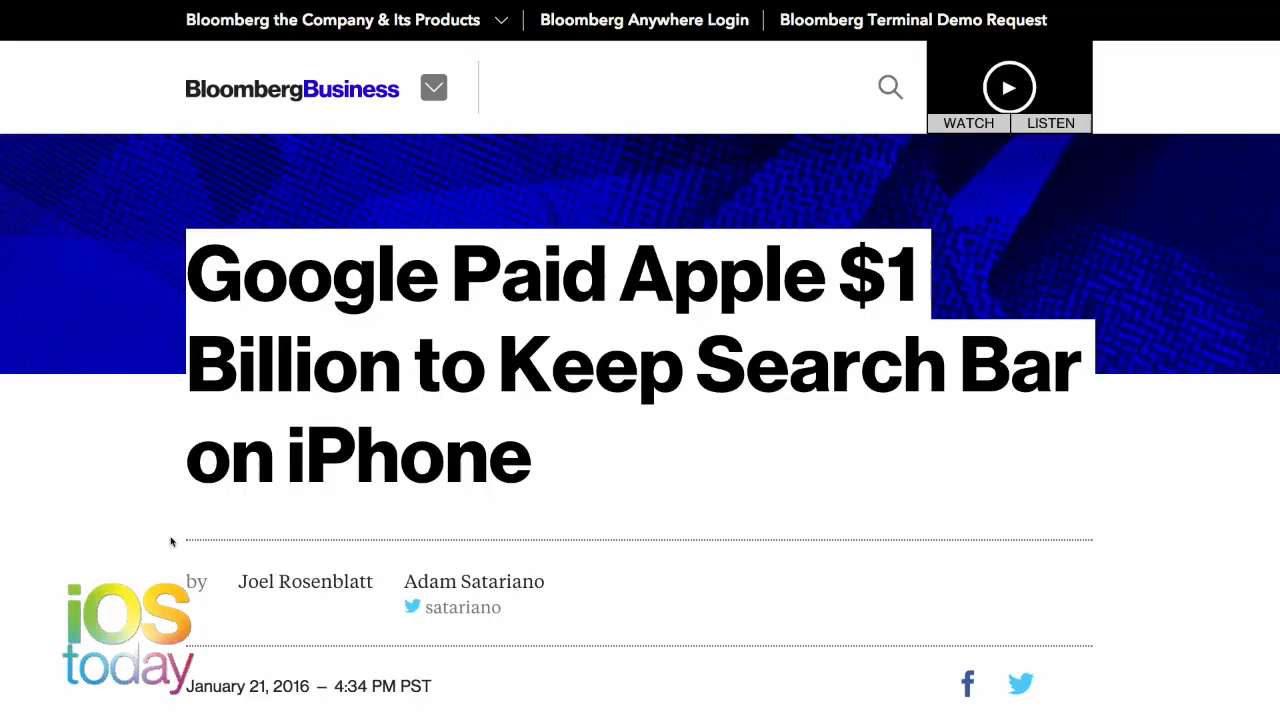 Bloomberg the Company & Its Products
Bloomberg Anywhere Login
Bloomberg Terminal Demo Request
BloombergBusiness
WATCH
LISTEN
Google Paid Apple $1
Billion to Keep Search Bar
on iPhone
by Joel Rosenblatt Adam Satariano
satariano
iOS
today
January 21, 2016 — 4:34 PM PST